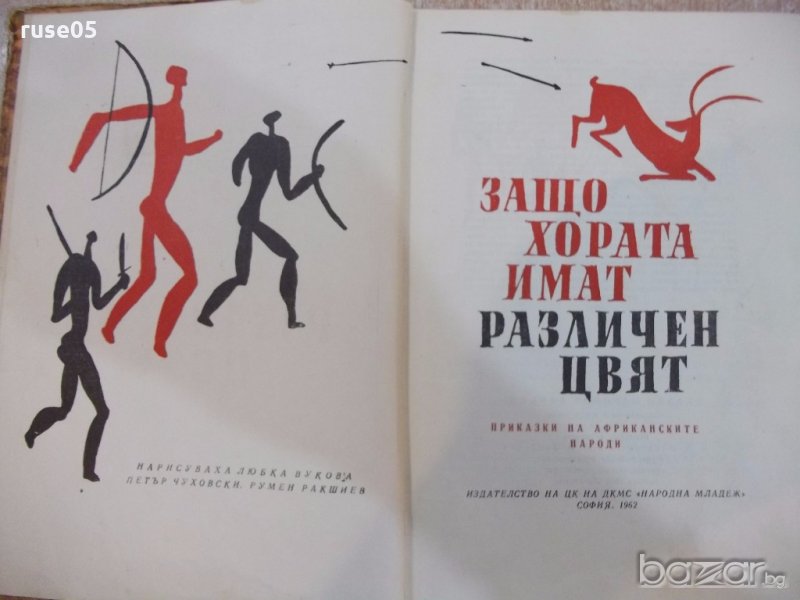 ruse05
НАРИСУВАХА ЛЮБКА ВУКОВА
ПЕТЪР ЧУХОВСКИ, РУМЕН РАКШИЕВ
ЗАЩО
ХОРАТА
ИМАТ
РАЗЛИЧЕН
ЦВЯТ
ПРИКАЗКИ НА АФРИКАНСКИТЕ
НАРОДИ
ИЗДАТЕЛСТВО НА ЦК НА ДКМС «НАРОДНА МЛАДЕЖ»
СОФИЯ, 1962
bazar.bg